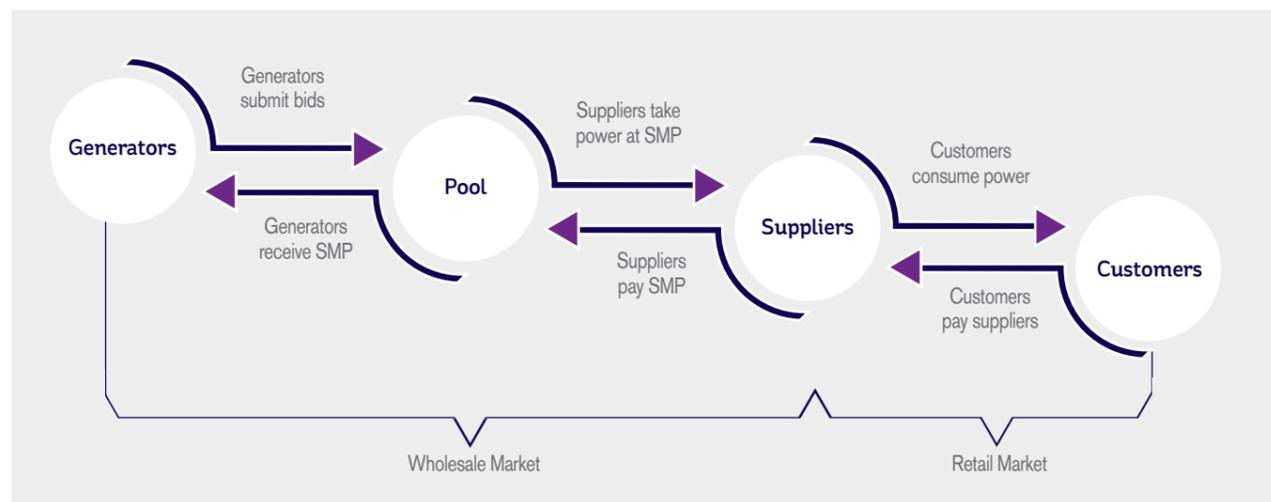 Generators
submit bids
Suppliers take
power at SMP
Customers
consume power
Generators
Pool
Suppliers
Customers
Generators
receive SMP
Suppliers
pay SMP
Customers
pay suppliers
Wholesale Market
Retail Market